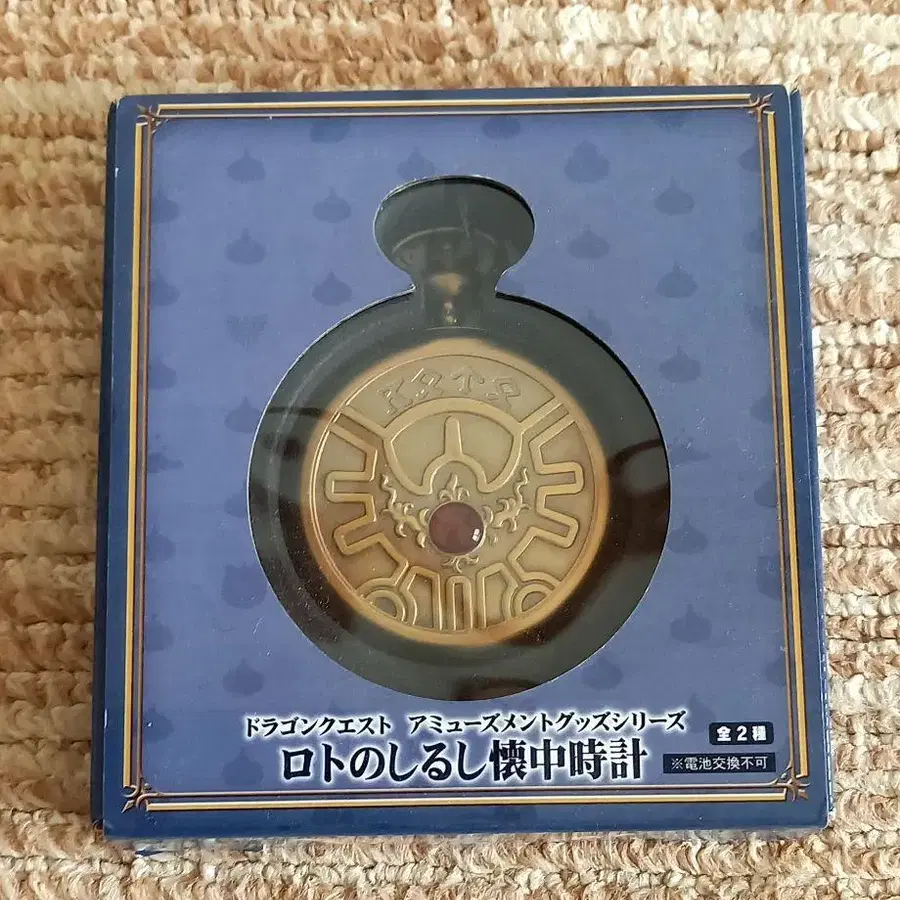 ドラゴンクエスト アミューズメントグッズシリーズ
全2種
ロトのしるし懐中時計
※電池交換不可